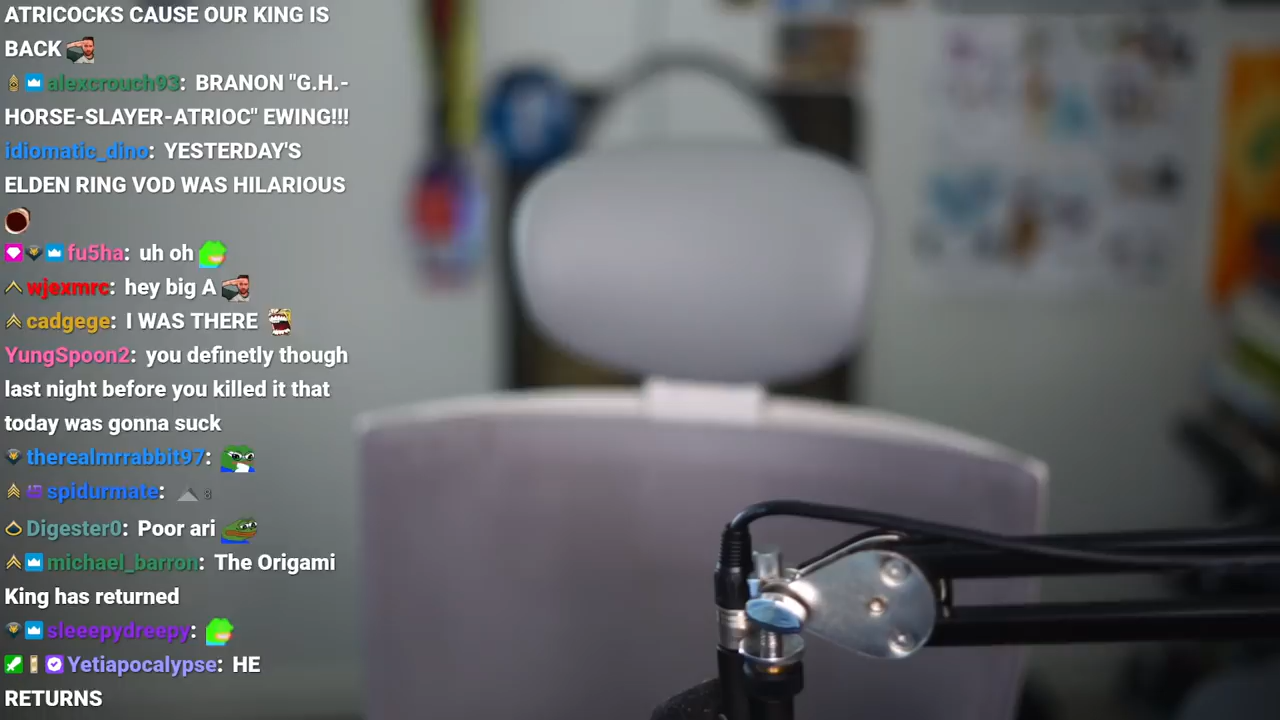 ATRICOCKS CAUSE OUR KING IS
BACK
alexcrouch93: BRANON "G.H.-
HORSE-SLAYER-ATRIOC" EWING!!!
idiomatic_dino: YESTERDAY'S
ELDEN RING VOD WAS HILARIOUS
fu5ha: uh oh
wjexmrc: hey big A
cadgege: I WAS THERE
YungSpoon2: you definetly though
last night before you killed it that
today was gonna suck
therealmrrabbit97:
spidurmate: 8
Digester0: Poor ari
michael_barron: The Origami
King has returned
sleeepydreepy:
Yetiapocalypse: HE
RETURNS